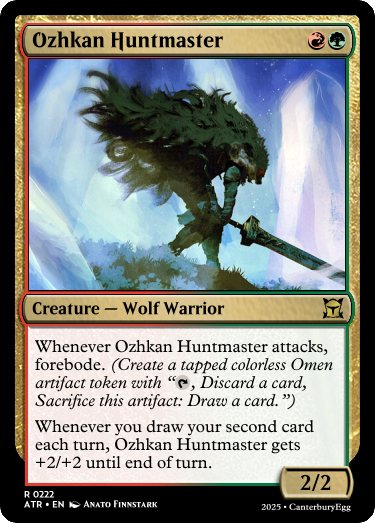 Ozhkan Huntmaster
Creature — Wolf Warrior
Whenever Ozhkan Huntmaster attacks,
forebode. (Create a tapped colorless Omen
artifact token with “, Discard a card,
Sacrifice this artifact: Draw a card.”)
Whenever you draw your second card
each turn, Ozhkan Huntmaster gets
+2/+2 until end of turn.
2/2
R 0222
ATR • EN Anato Finnstark
2025 • CanterburyEgg